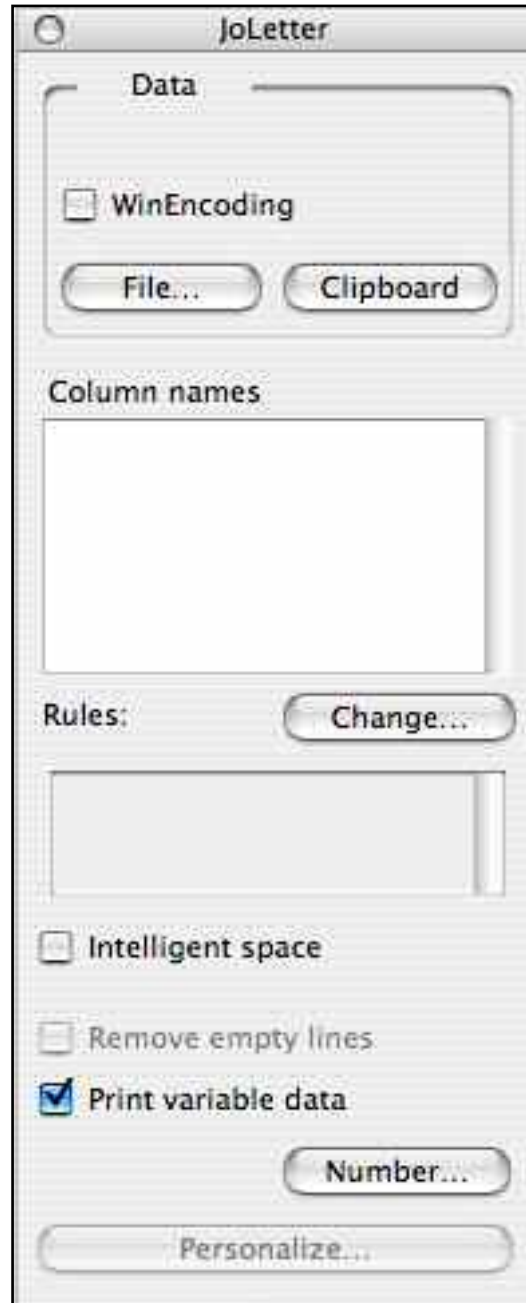 JoLetter
Data
WinEncoding
File... Clipboard
Column names
Rules: Change...
Intelligent space
Remove empty lines
Print variable data
Number...
Personalize...